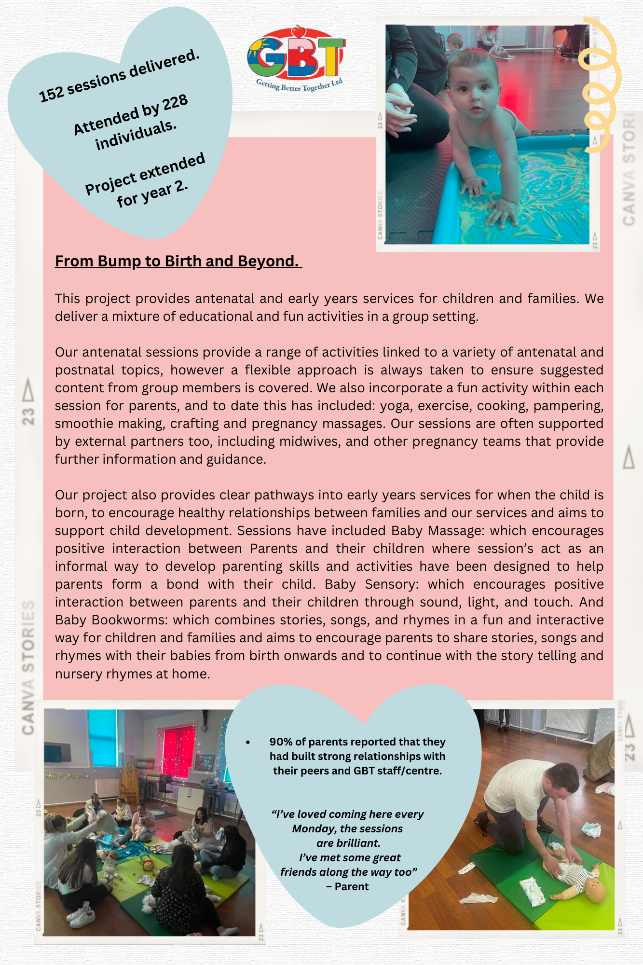 152 sessions delivered.
Attended by 228
individuals.
Project extended
for year 2.
GBT
Getting Better Together Ltd
23
CANVA STORIES
23
CANVA STORI
From Bump to Birth and Beyond.
This project provides antenatal and early years services for children and families. We
deliver a mixture of educational and fun activities in a group setting.
Our antenatal sessions provide a range of activities linked to a variety of antenatal and
postnatal topics, however a flexible approach is always taken to ensure suggested
content from group members is covered. We also incorporate a fun activity within each
session for parents, and to date this has included: yoga, exercise, cooking, pampering,
smoothie making, crafting and pregnancy massages. Our sessions are often supported
by external partners too, including midwives, and other pregnancy teams that provide
further information and guidance.
Our project also provides clear pathways into early years services for when the child is
born, to encourage healthy relationships between families and our services and aims to
support child development. Sessions have included Baby Massage: which encourages
positive interaction between Parents and their children where session's act as an
informal way to develop parenting skills and activities have been designed to help
parents form a bond with their child. Baby Sensory: which encourages positive
interaction between parents and their children through sound, light, and touch. And
Baby Bookworms: which combines stories, songs, and rhymes in a fun and interactive
way for children and families and aims to encourage parents to share stories, songs and
rhymes with their babies from birth onwards and to continue with the story telling and
nursery rhymes at home.
23
CANVA STORIES
23
• 90% of parents reported that they
had built strong relationships with
their peers and GBT staff/centre.
"I've loved coming here every
Monday, the sessions
are brilliant.
I've met some great
friends along the way too"
– Parent
23
CANVA STORIES
23
CANVA STORIES
23